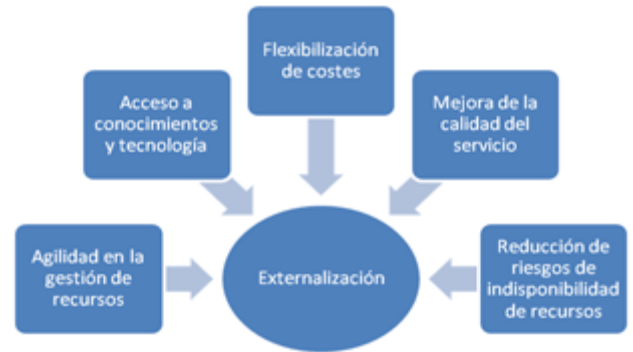 Flexibilización
de costes
Acceso a
conocimientos
y tecnología
Mejora de la
calidad del
servicio
Agilidad en la
gestión de
recursos
Externalización
Reducción de
riesgos de
indisponibilidad
de recursos